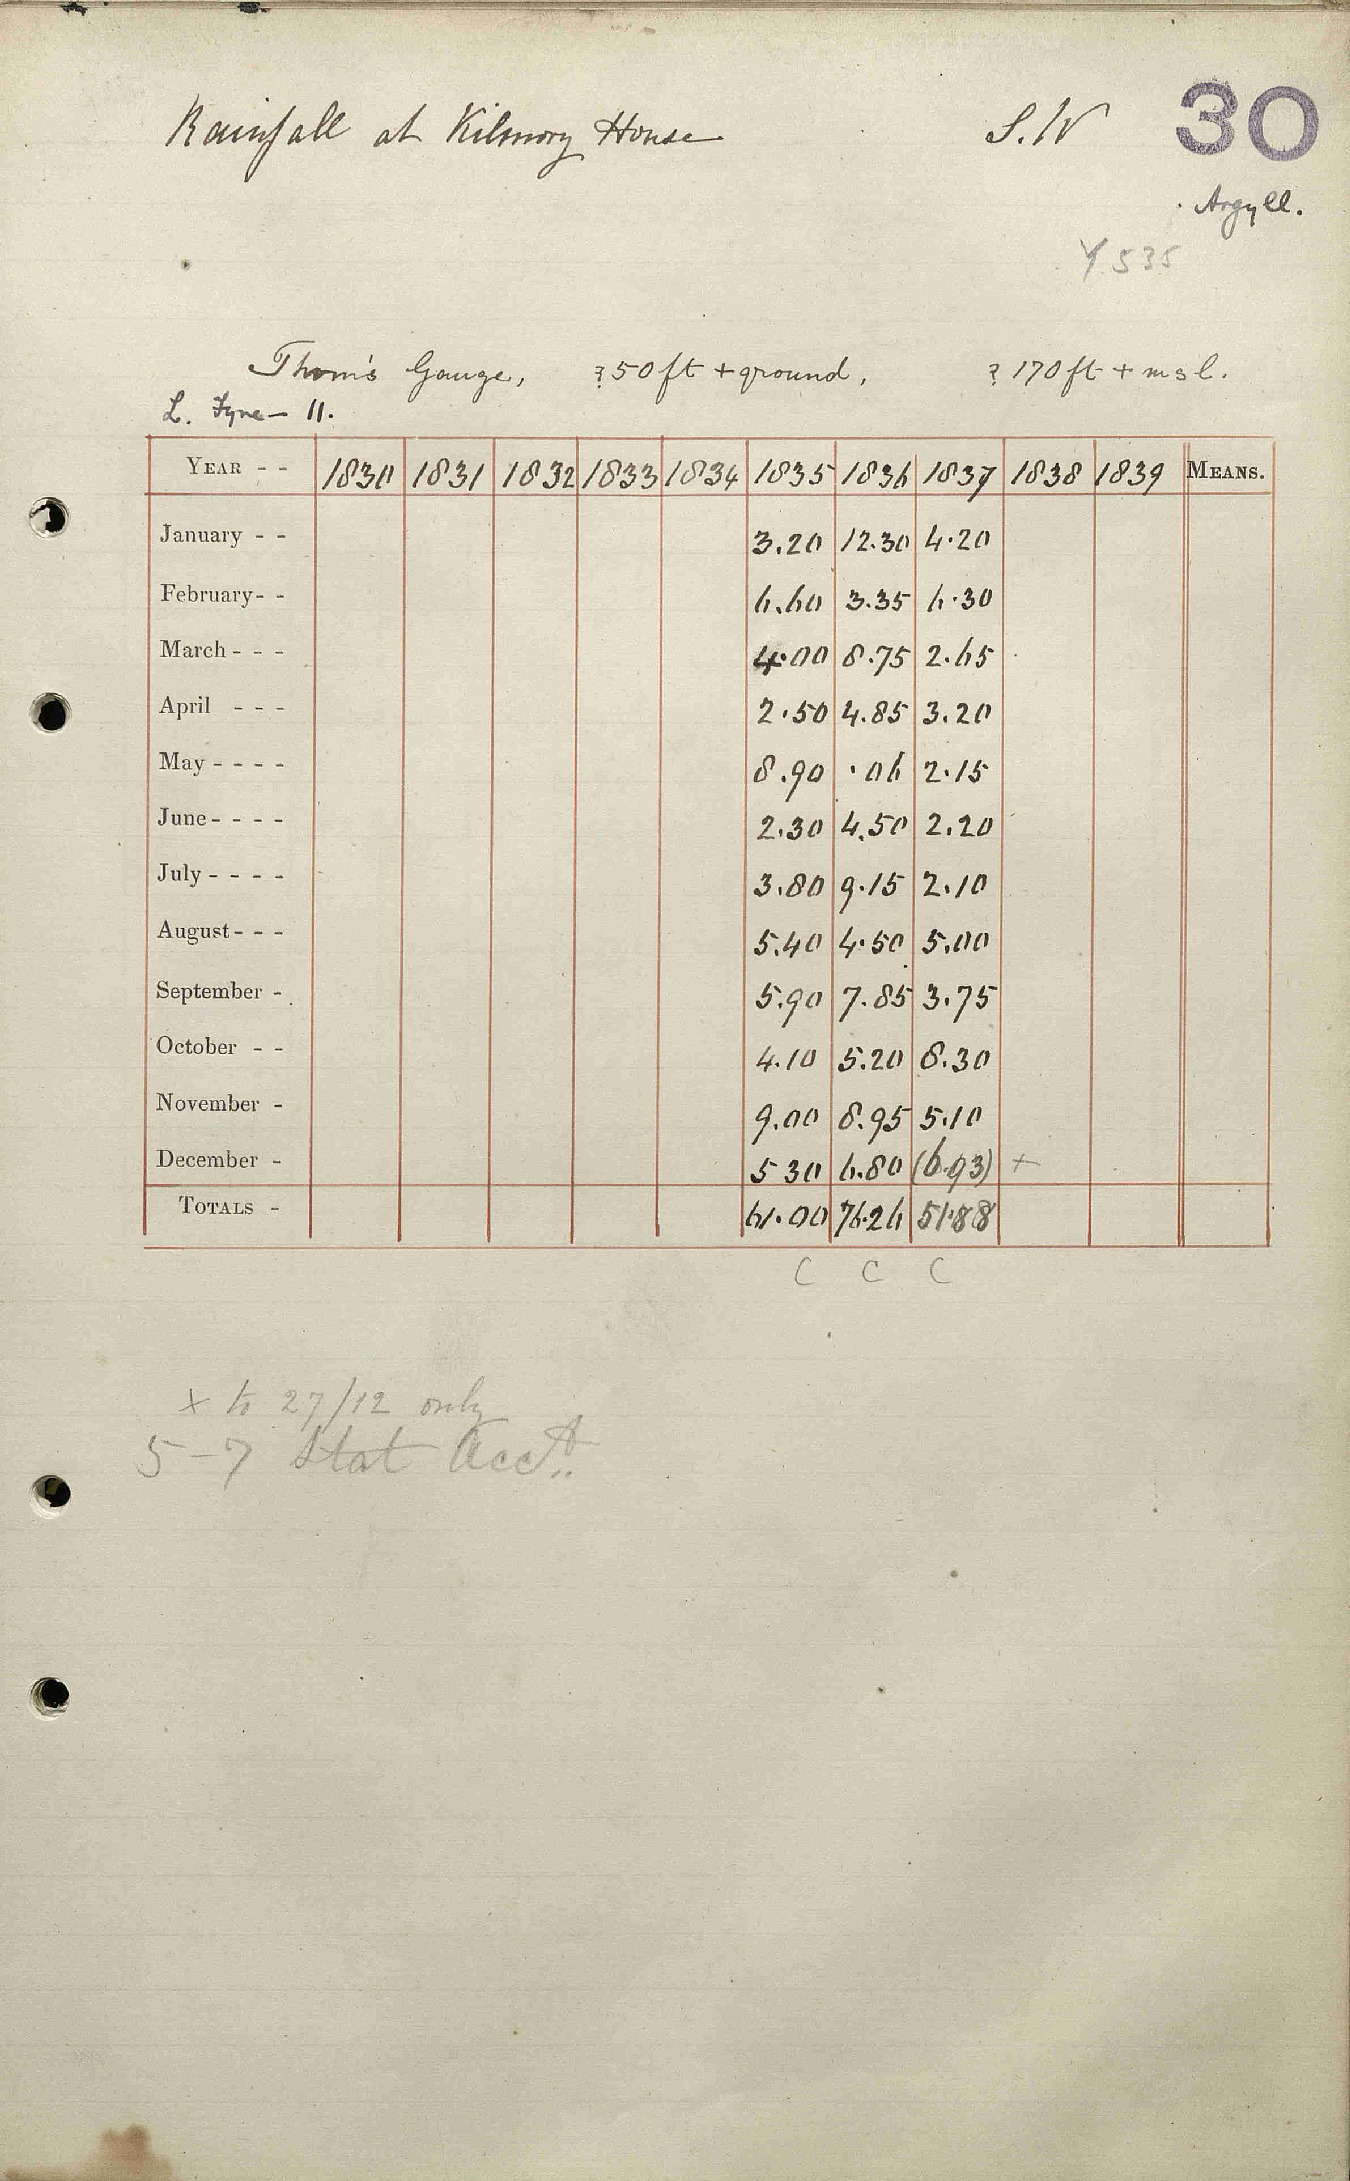 Rainfall at Kilmory House S.W 30
Argyll.
Y 535
Thom's Gauge, ? 50 ft + ground, ? 170 ft + msl.
L. Fyne — 11.
YEAR - - 1830 1831 1832 1833 1834 1835 1836 1837 1838 1839 MEANS.
January - - 3.20 12.30 4.20
February - - 6.60 3.35 6.30
March - - - 4.00 8.75 2.65
April - - - 2.50 4.85 3.20
May - - - - 8.90 .06 2.15
June - - - - 2.30 4.50 2.20
July - - - - 3.80 9.15 2.10
August - - - 5.40 4.50 5.00
September - 5.90 7.85 3.75
October - - 4.10 5.20 8.30
November - 9.00 8.95 5.10
December - 5 30 6.80 (6.93) +
TOTALS - 61.00 76.26 51.88
C C C
x to 27/12 only
5-7 Stat Acct.